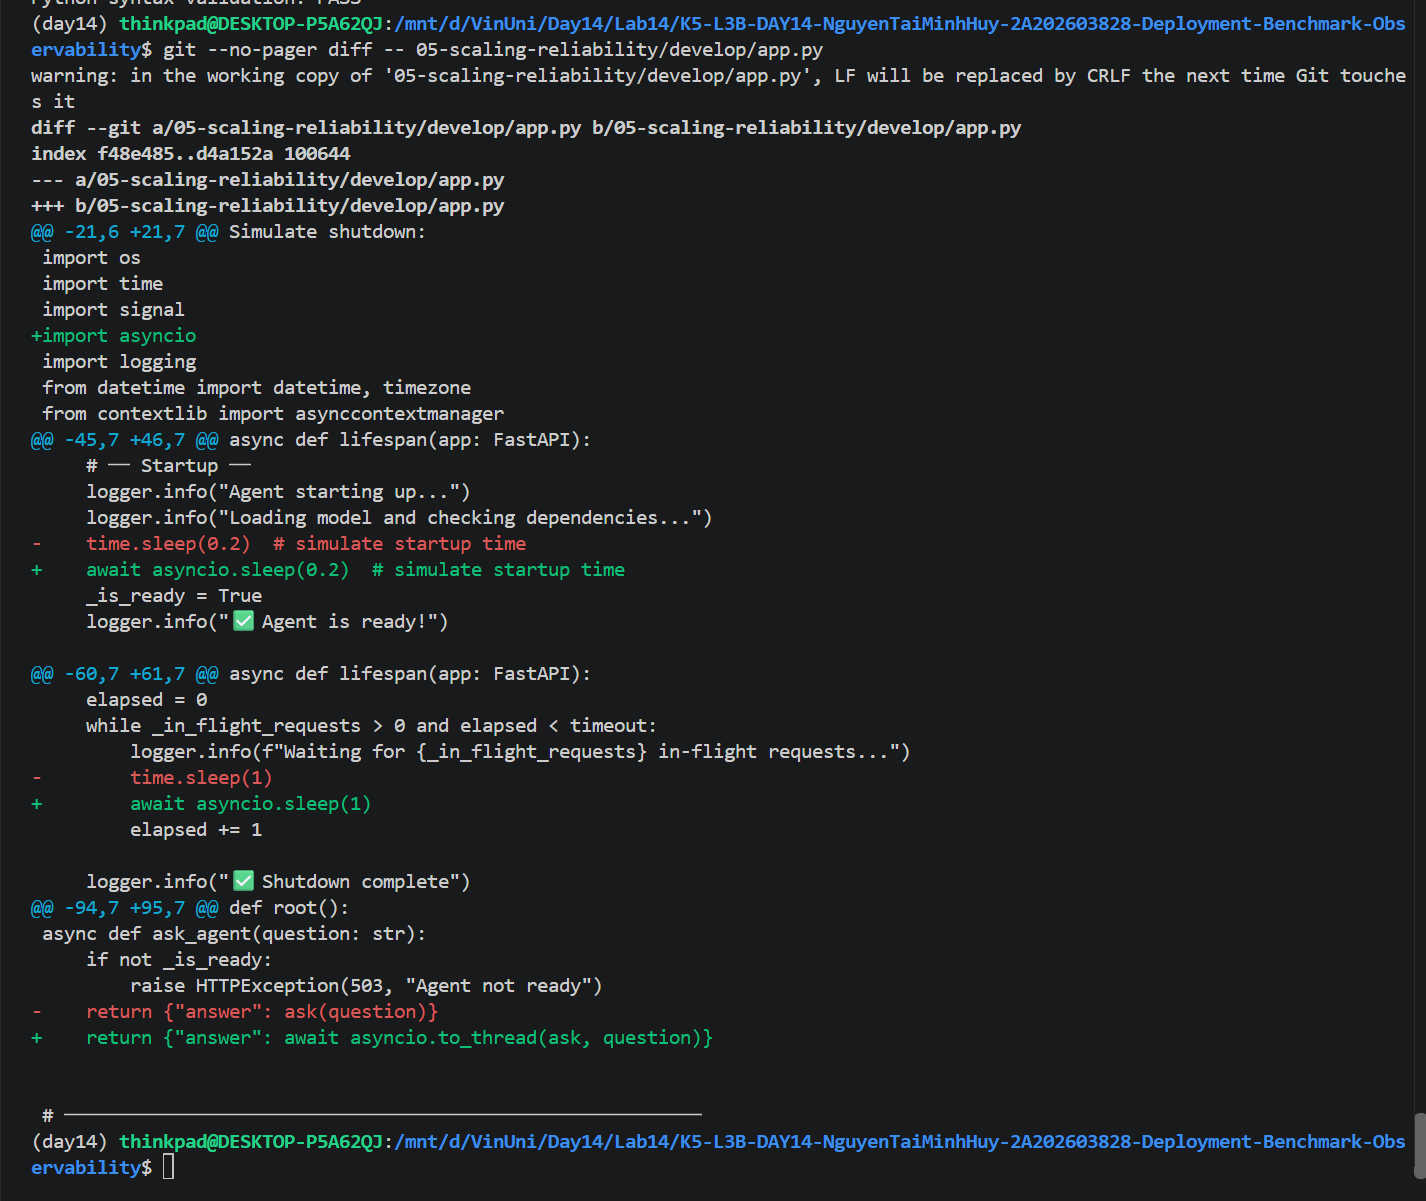 Python syntax validation: PASS
(day14) thinkpad@DESKTOP-P5A62QJ:/mnt/d/VinUni/Day14/Lab14/K5-L3B-DAY14-NguyenTaiMinhHuy-2A202603828-Deployment-Benchmark-Obs
ervability$ git --no-pager diff -- 05-scaling-reliability/develop/app.py
warning: in the working copy of '05-scaling-reliability/develop/app.py', LF will be replaced by CRLF the next time Git touche
s it
diff --git a/05-scaling-reliability/develop/app.py b/05-scaling-reliability/develop/app.py
index f48e485..d4a152a 100644
--- a/05-scaling-reliability/develop/app.py
+++ b/05-scaling-reliability/develop/app.py
@@ -21,6 +21,7 @@ Simulate shutdown:
 import os
 import time
 import signal
+import asyncio
 import logging
 from datetime import datetime, timezone
 from contextlib import asynccontextmanager
@@ -45,7 +46,7 @@ async def lifespan(app: FastAPI):
     # ── Startup ──
     logger.info("Agent starting up...")
     logger.info("Loading model and checking dependencies...")
-    time.sleep(0.2)  # simulate startup time
+    await asyncio.sleep(0.2)  # simulate startup time
     _is_ready = True
     logger.info("✅ Agent is ready!")

@@ -60,7 +61,7 @@ async def lifespan(app: FastAPI):
     elapsed = 0
     while _in_flight_requests > 0 and elapsed < timeout:
         logger.info(f"Waiting for {_in_flight_requests} in-flight requests...")
-        time.sleep(1)
+        await asyncio.sleep(1)
         elapsed += 1

     logger.info("✅ Shutdown complete")
@@ -94,7 +95,7 @@ def root():
 async def ask_agent(question: str):
     if not _is_ready:
         raise HTTPException(503, "Agent not ready")
-    return {"answer": ask(question)}
+    return {"answer": await asyncio.to_thread(ask, question)}


 # ──────────────────────────────────────────────────────────
(day14) thinkpad@DESKTOP-P5A62QJ:/mnt/d/VinUni/Day14/Lab14/K5-L3B-DAY14-NguyenTaiMinhHuy-2A202603828-Deployment-Benchmark-Obs
ervability$